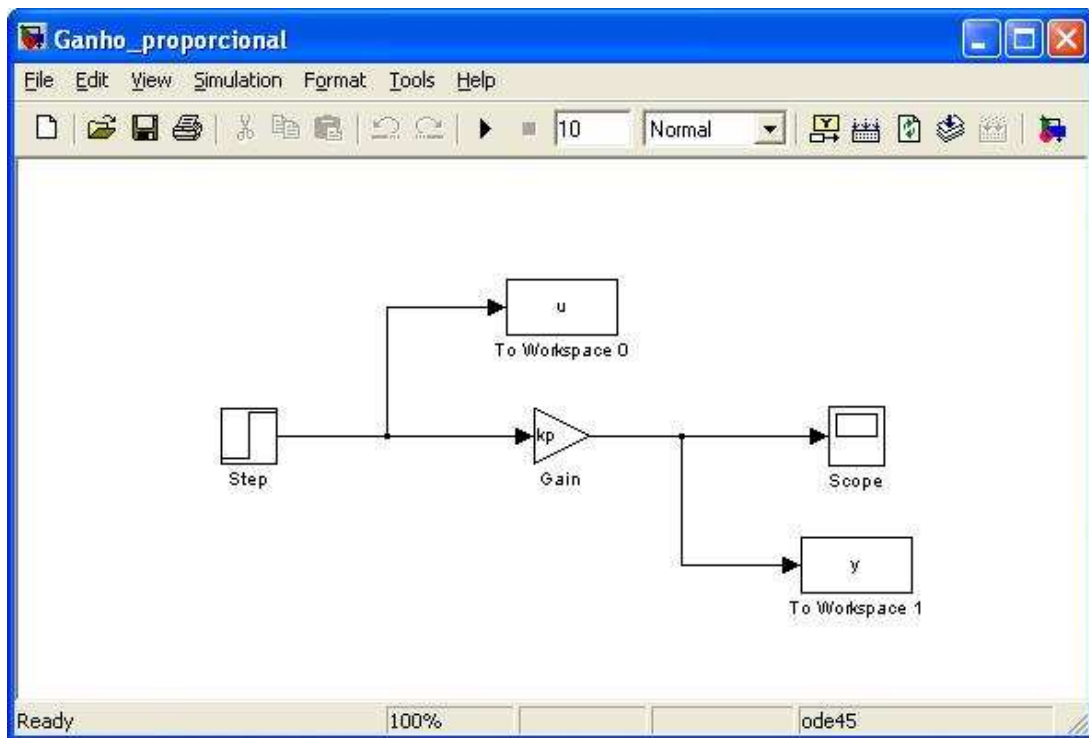 Ganho_proporcional
File Edit View Simulation Format Tools Help
10 Normal
u
To Workspace 0
kp
Step
Gain
Scope
y
To Workspace 1
Ready 100% ode45